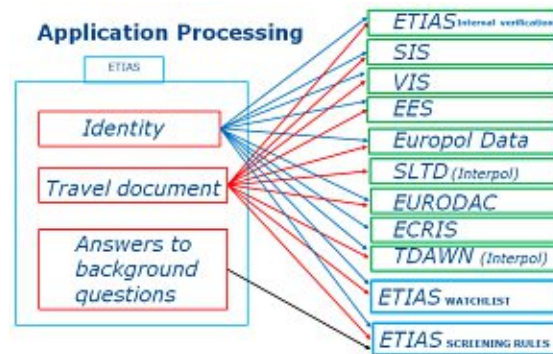 Application Processing
ETIAS
Identity
Travel document
Answers to
background
questions
ETIAS Internal verification
SIS
VIS
EES
Europol Data
SLTD (Interpol)
EURODAC
ECRIS
TDAWN (Interpol)
ETIAS WATCHLIST
ETIAS SCREENING RULES